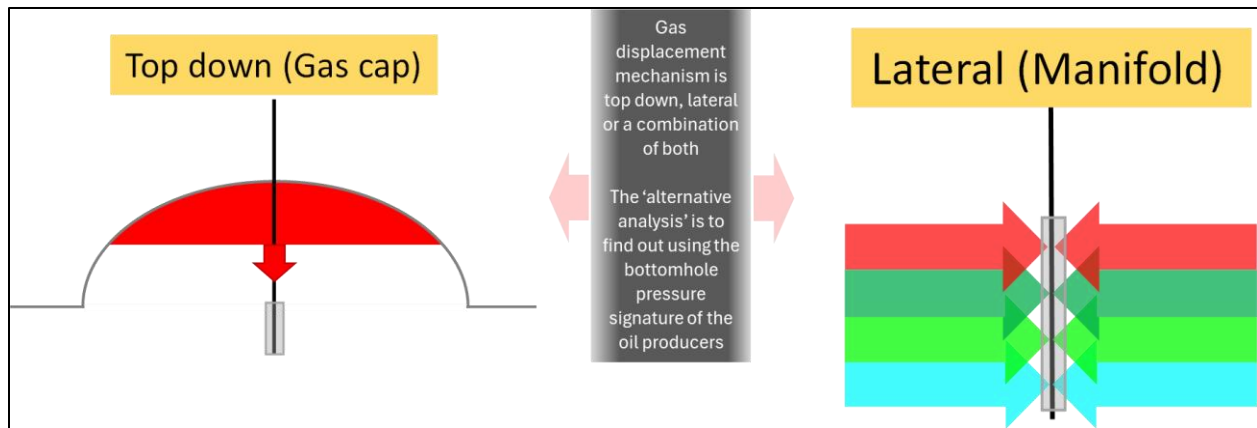 Top down (Gas cap)
Gas
displacement
mechanism is
top down, lateral
or a combination
of both
The ‘alternative
analysis’ is to
find out using the
bottomhole
pressure
signature of the
oil producers
Lateral (Manifold)